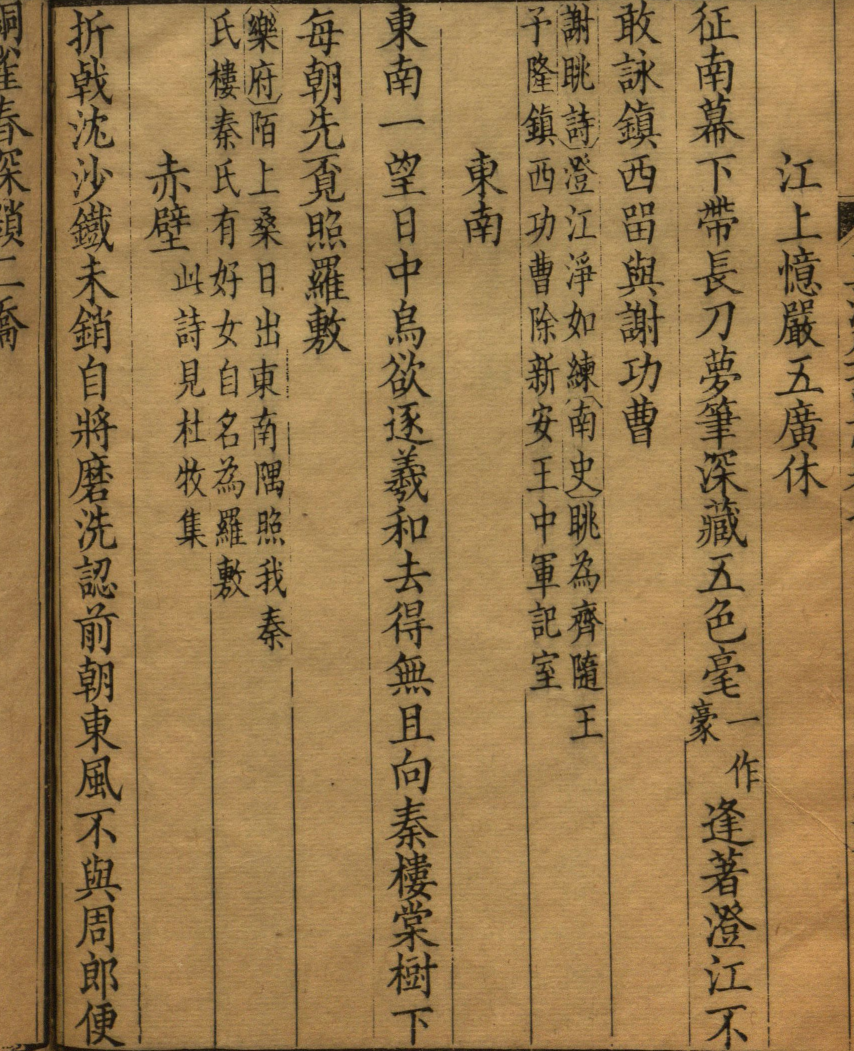 江上憶嚴五廣休
征南幕下帶長刀夢筆深藏五色毫一作豪逢著澄江不
敢詠鎮西畱與謝功曹
謝眺詩澄江淨如練南史眺為齊隨王
子隆鎮西功曹除新安王中軍記室
東南
東南一望日中烏欲逐羲和去得無且向秦樓棠樹下
每朝先覔照羅敷
樂府陌上桑日出東南隅照我秦
氏樓秦氏有好女自名為羅敷
赤壁此詩見杜牧集
折戟沈沙鐵未銷自將磨洗認前朝東風不與周郎便
銅雀春深鎖二喬